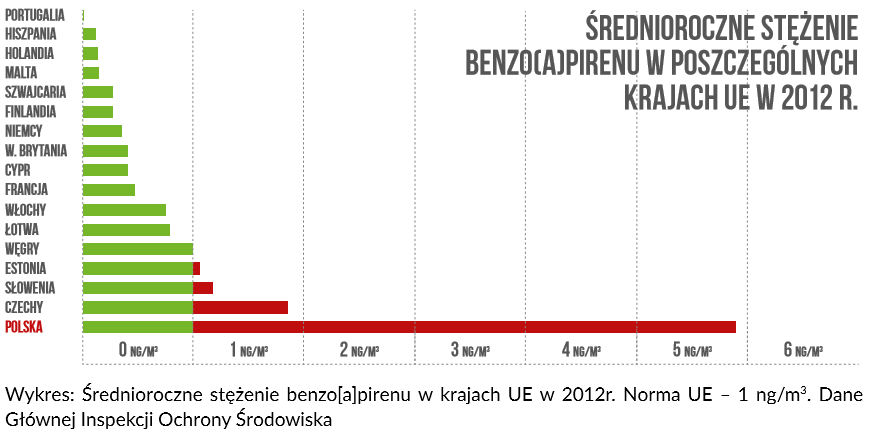 PORTUGALIA
HISZPANIA
HOLANDIA
MALTA
SZWAJCARIA
FINLANDIA
NIEMCY
W. BRYTANIA
CYPR
FRANCJA
WŁOCHY
ŁOTWA
WĘGRY
ESTONIA
SŁOWENIA
CZECHY
POLSKA
ŚREDNIOROCZNE STĘŻENIE
BENZO(A)PIRENU W POSZCZEGÓLNYCH
KRAJACH UE W 2012 R.
0 NG/M³ 1 NG/M³ 2 NG/M³ 3 NG/M³ 4 NG/M³ 5 NG/M³ 6 NG/M³
Wykres: Średnioroczne stężenie benzo[a]pirenu w krajach UE w 2012r. Norma UE – 1 ng/m³. Dane
Głównej Inspekcji Ochrony Środowiska